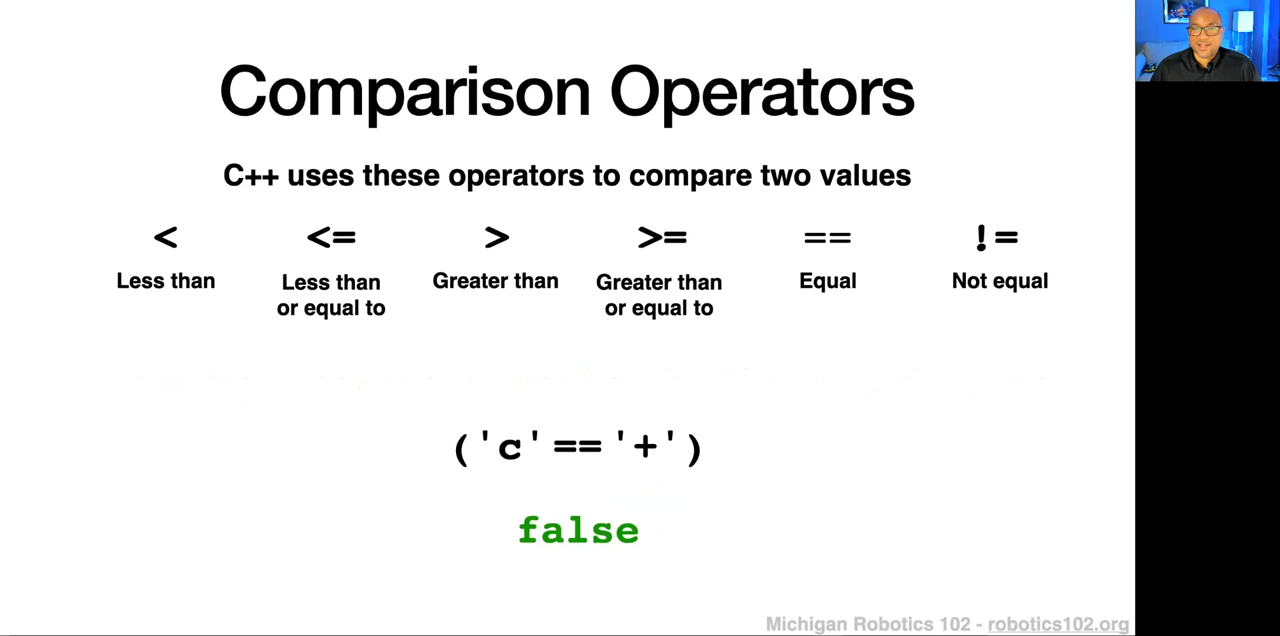 Comparison Operators
C++ uses these operators to compare two values
< <= > >= == !=
Less than Less than or equal to Greater than Greater than or equal to Equal Not equal
('c' == '+')
false
Michigan Robotics 102 - robotics102.org